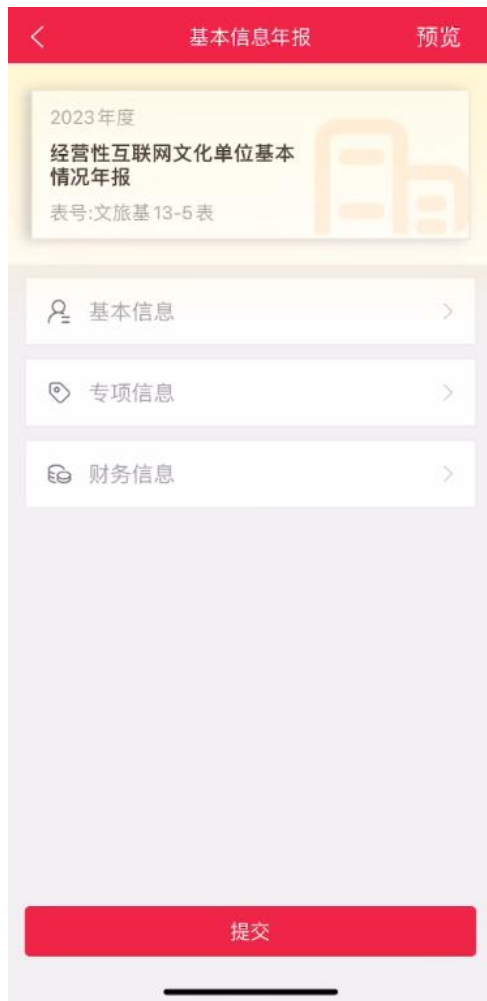 基本信息年报
预览
2023年度
经营性互联网文化单位基本
情况年报
表号:文旅基13-5表
基本信息
专项信息
财务信息
提交